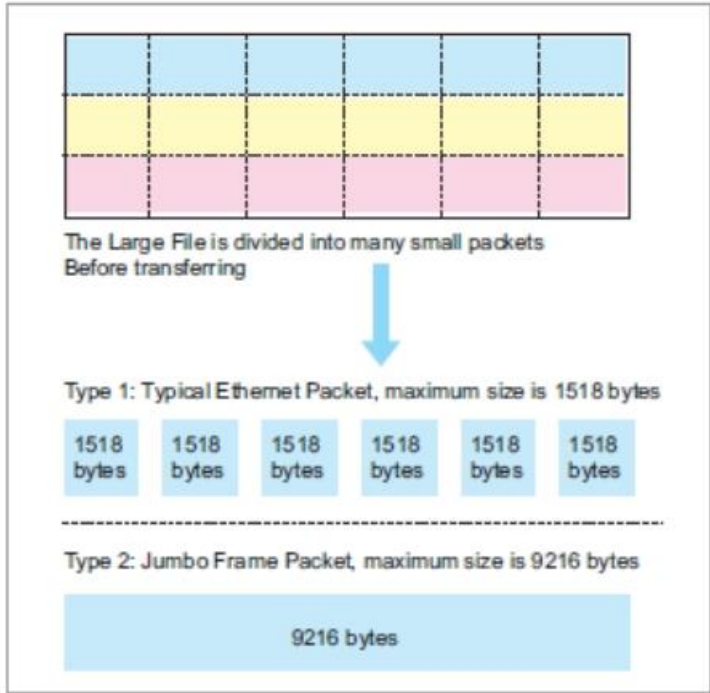 The Large File is divided into many small packets
Before transferring
Type 1: Typical Ethernet Packet, maximum size is 1518 bytes
1518 bytes
1518 bytes
1518 bytes
1518 bytes
1518 bytes
1518 bytes
Type 2: Jumbo Frame Packet, maximum size is 9216 bytes
9216 bytes